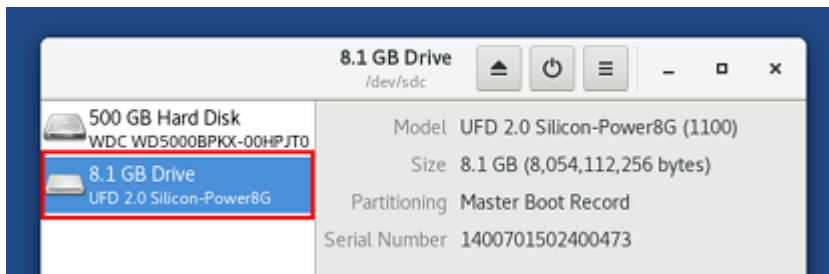 8.1 GB Drive
/dev/sdc
500 GB Hard Disk
WDC WD5000BPKX-00HPJT0
8.1 GB Drive
UFD 2.0 Silicon-Power8G
Model UFD 2.0 Silicon-Power8G (1100)
Size 8.1 GB (8,054,112,256 bytes)
Partitioning Master Boot Record
Serial Number 1400701502400473